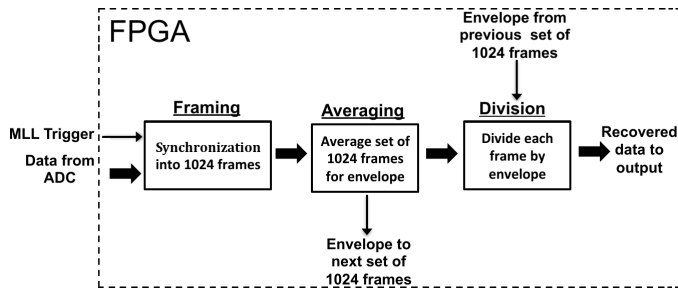 FPGA
Envelope from
previous set of
1024 frames
Framing
Averaging
Division
MLL Trigger
Data from
ADC
Synchronization
into 1024 frames
Average set of
1024 frames
for envelope
Divide each
frame by
envelope
Recovered
data to
output
Envelope to
next set of
1024 frames